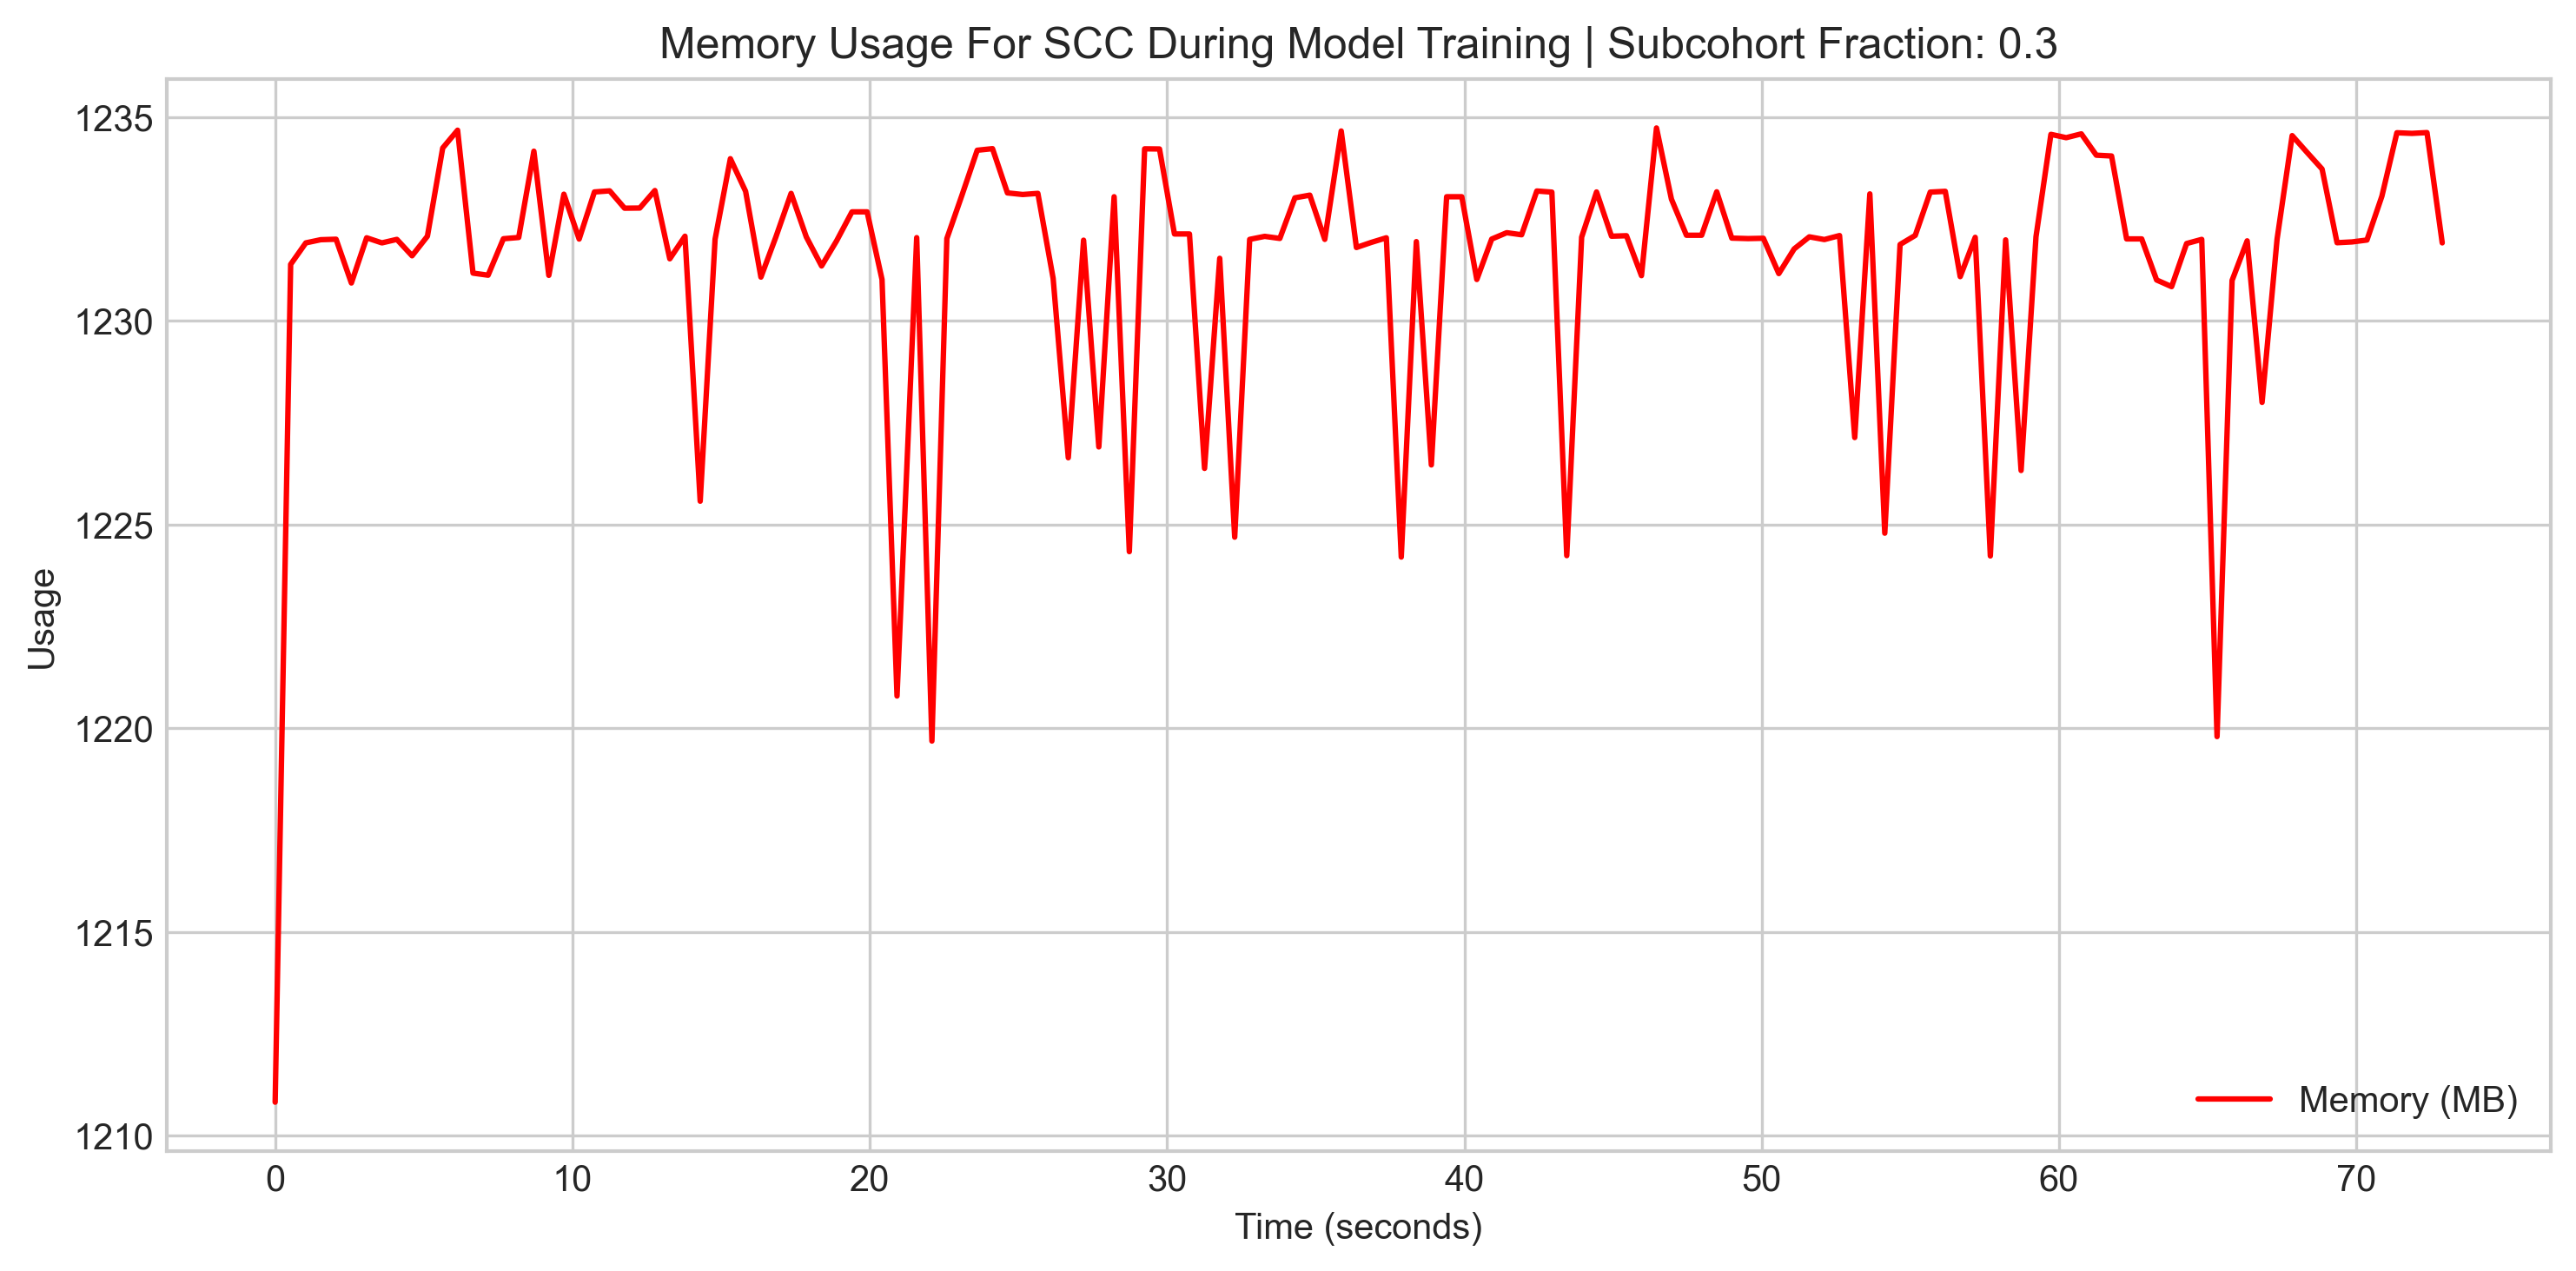 Memory Usage For SCC During Model Training | Subcohort Fraction: 0.3
1235
1230
1225
1220
1215
1210
Usage
Memory (MB)
0 10 20 30 40 50 60 70
Time (seconds)